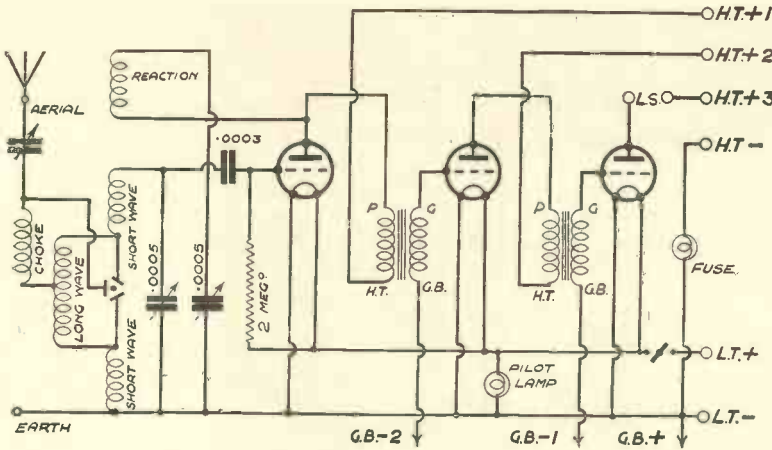 H.T.+1
REACTION
H.T.+2
AERIAL
L.S.
H.T.+3
.0003
H.T.-
SHORT WAVE
P
G
P
G
CHOKE
LONG WAVE
.0005
.0005
2 MEG?
FUSE
H.T.
G.B.
H.T.
G.B.
SHORT WAVE
PILOT
LAMP
L.T.+
EARTH
G.B.-2
G.B.-1
G.B.+
L.T.-